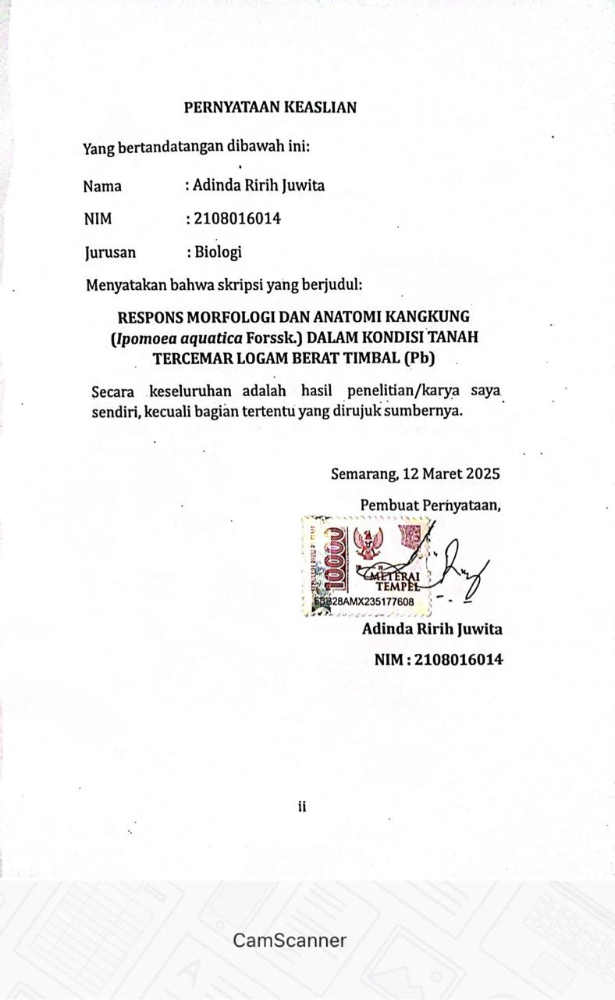 PERNYATAAN KEASLIAN
Yang bertandatangan dibawah ini:
Nama : Adinda Ririh Juwita
NIM : 2108016014
Jurusan : Biologi
Menyatakan bahwa skripsi yang berjudul:
RESPONS MORFOLOGI DAN ANATOMI KANGKUNG
(Ipomoea aquatica Forssk.) DALAM KONDISI TANAH
TERCEMAR LOGAM BERAT TIMBAL (Pb)
Secara keseluruhan adalah hasil penelitian/karya saya
sendiri, kecuali bagian tertentu yang dirujuk sumbernya.
Semarang, 12 Maret 2025
Pembuat Pernyataan,
10000
METERAI
TEMPEL
28AMX235177608
Adinda Ririh Juwita
NIM : 2108016014
ii
CamScanner